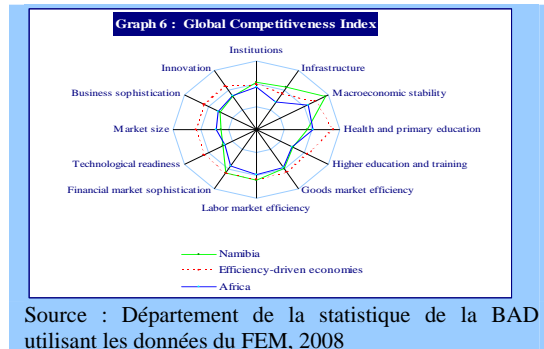 Graph 6 : Global Competitiveness Index
Institutions
Innovation
Infrastructure
Business sophistication
Macroeconomic stability
Market size
Health and primary education
Technological readiness
Higher education and training
Financial market sophistication
Goods market efficiency
Labor market efficiency
Namibia
Efficiency-driven economies
Africa
Source : Département de la statistique de la BAD
utilisant les données du FEM, 2008